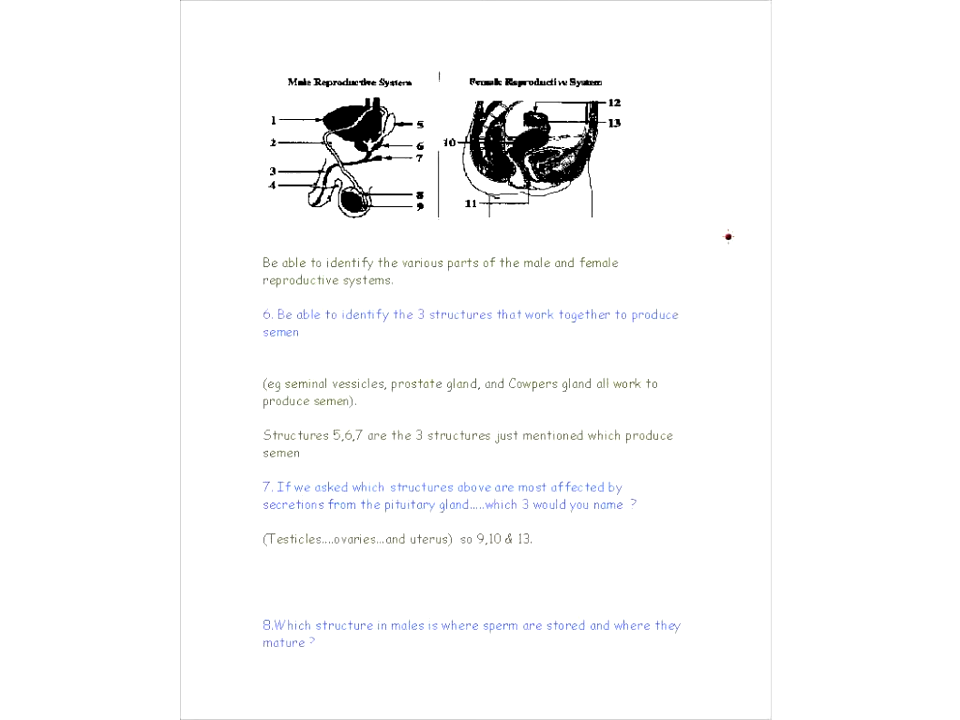 Male Reproductive System
Female Reproductive System
1
2
3
4
5
6
7
8
9
10
11
12
13
Be able to identify the various parts of the male and female
reproductive systems.
6. Be able to identify the 3 structures that work together to produce
semen
(eg seminal vessicles, prostate gland, and Cowpers gland all work to
produce semen).
Structures 5,6,7 are the 3 structures just mentioned which produce
semen
7. If we asked which structures above are most affected by
secretions from the pituitary gland.....which 3 would you name ?
(Testicles....ovaries...and uterus) so 9,10 & 13.
8.Which structure in males is where sperm are stored and where they
mature ?